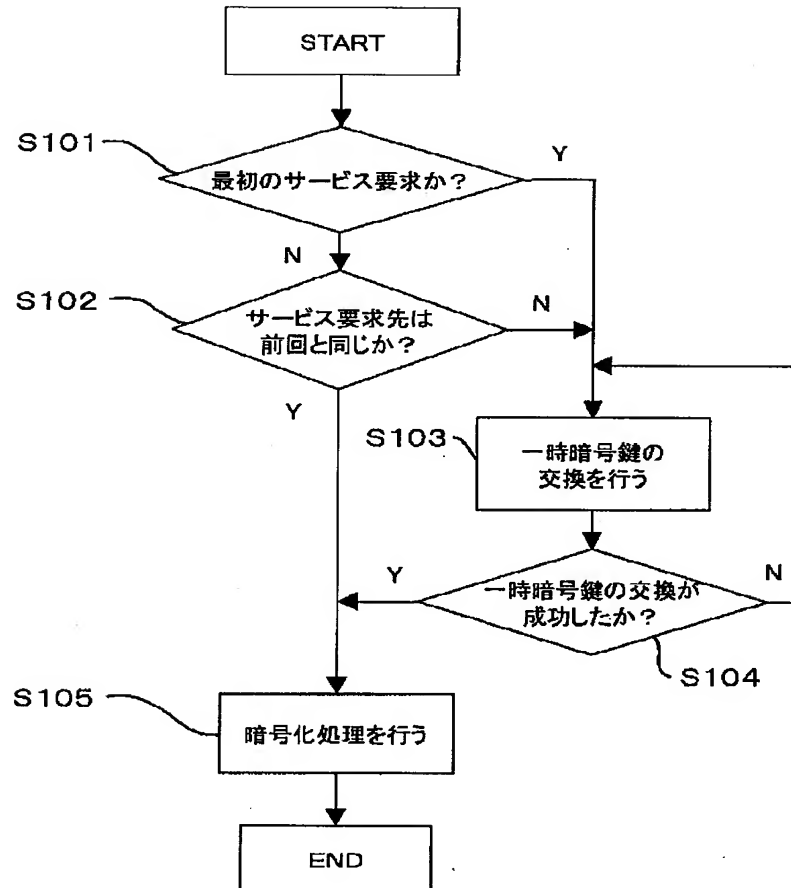 START
S101
最初のサービス要求か？
Y
N
S102
サービス要求先は
前回と同じか？
N
Y
S103
一時暗号鍵の
交換を行う
Y
一時暗号鍵の交換が
成功したか？
N
S104
S105
暗号化処理を行う
END